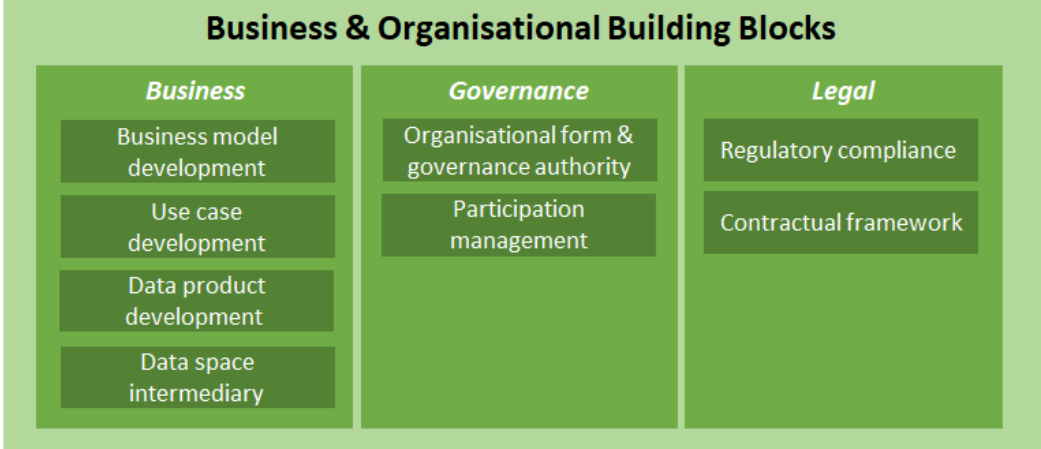 Business & Organisational Building Blocks
Business
Business model
development
Use case
development
Data product
development
Data space
intermediary
Governance
Organisational form &
governance authority
Participation
management
Legal
Regulatory compliance
Contractual framework